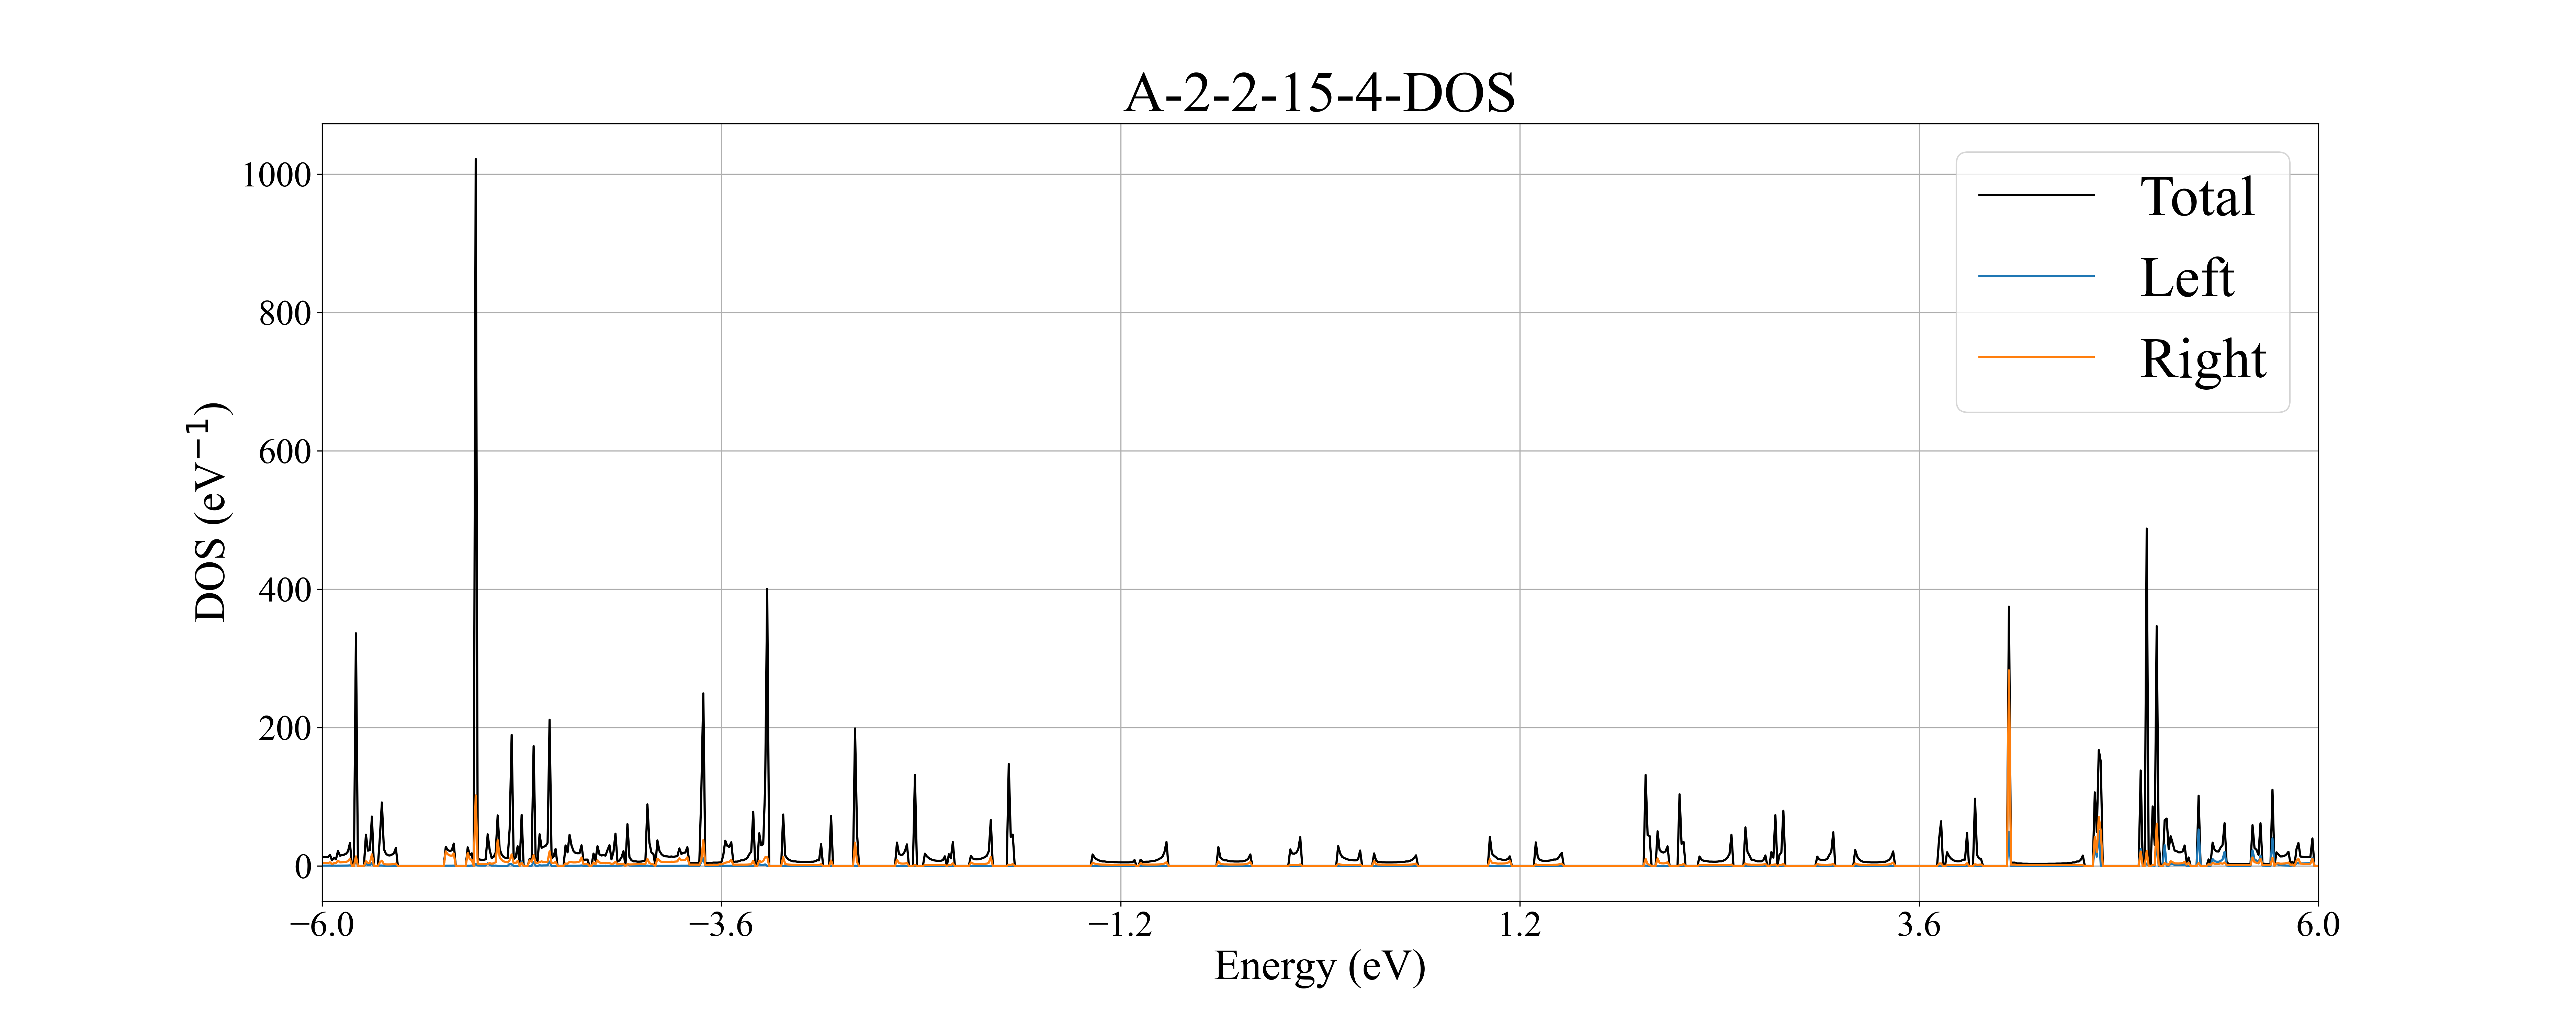 A-2-2-15-4-DOS
1000
800
600
400
200
0
DOS (eV⁻¹)
−6.0 −3.6 −1.2 1.2 3.6 6.0
Energy (eV)
Total
Left
Right